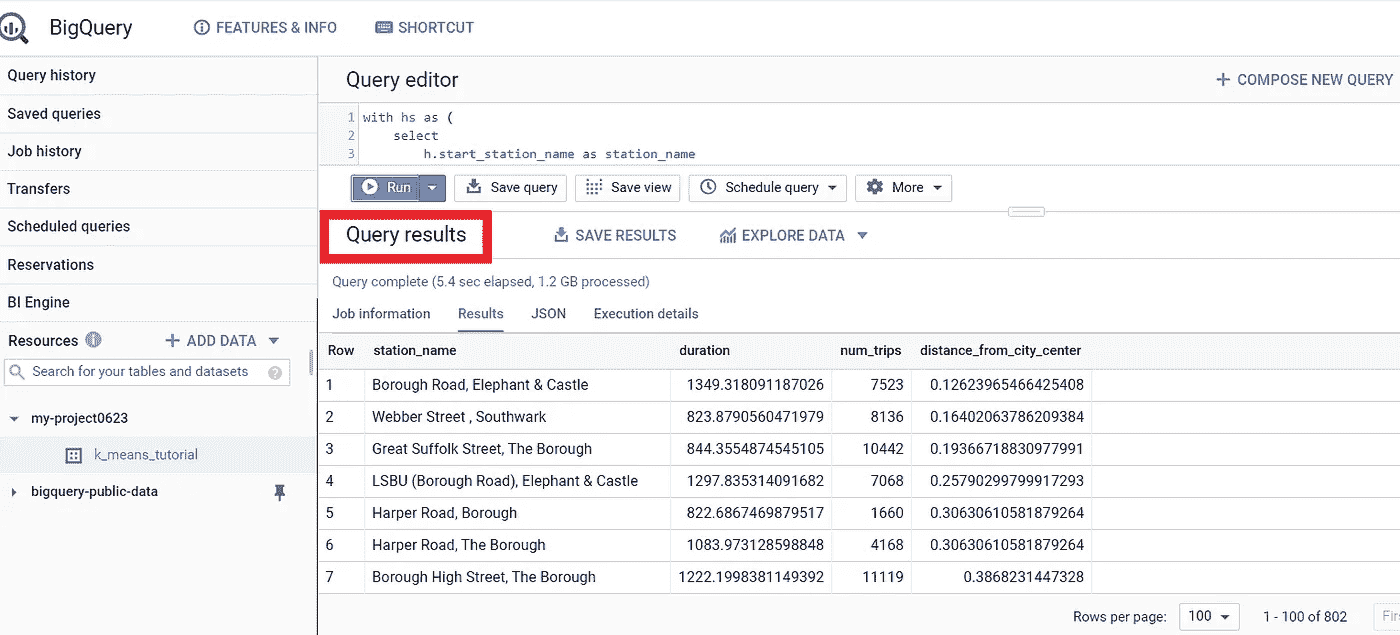 BigQuery
FEATURES & INFO
SHORTCUT
Query history
Saved queries
Job history
Transfers
Scheduled queries
Reservations
BI Engine
Resources
ADD DATA
Search for your tables and datasets
my-project0623
k_means_tutorial
bigquery-public-data
Query editor
COMPOSE NEW QUERY
1 with hs as (
2 select
3 h.start_station_name as station_name
Run
Save query
Save view
Schedule query
More
Query results
SAVE RESULTS
EXPLORE DATA
Query complete (5.4 sec elapsed, 1.2 GB processed)
Job information Results JSON Execution details
Row station_name duration num_trips distance_from_city_center
1 Borough Road, Elephant & Castle 1349.318091187026 7523 0.12623965466425408
2 Webber Street , Southwark 823.8790560471979 8136 0.16402063786209384
3 Great Suffolk Street, The Borough 844.3554874545105 10442 0.19366718830977991
4 LSBU (Borough Road), Elephant & Castle 1297.835314091682 7068 0.25790299799917293
5 Harper Road, Borough 822.6867469879517 1660 0.30630610581879264
6 Harper Road, The Borough 1083.973128598848 4168 0.30630610581879264
7 Borough High Street, The Borough 1222.1998381149392 11119 0.3868231447328
Rows per page: 100 1 - 100 of 802